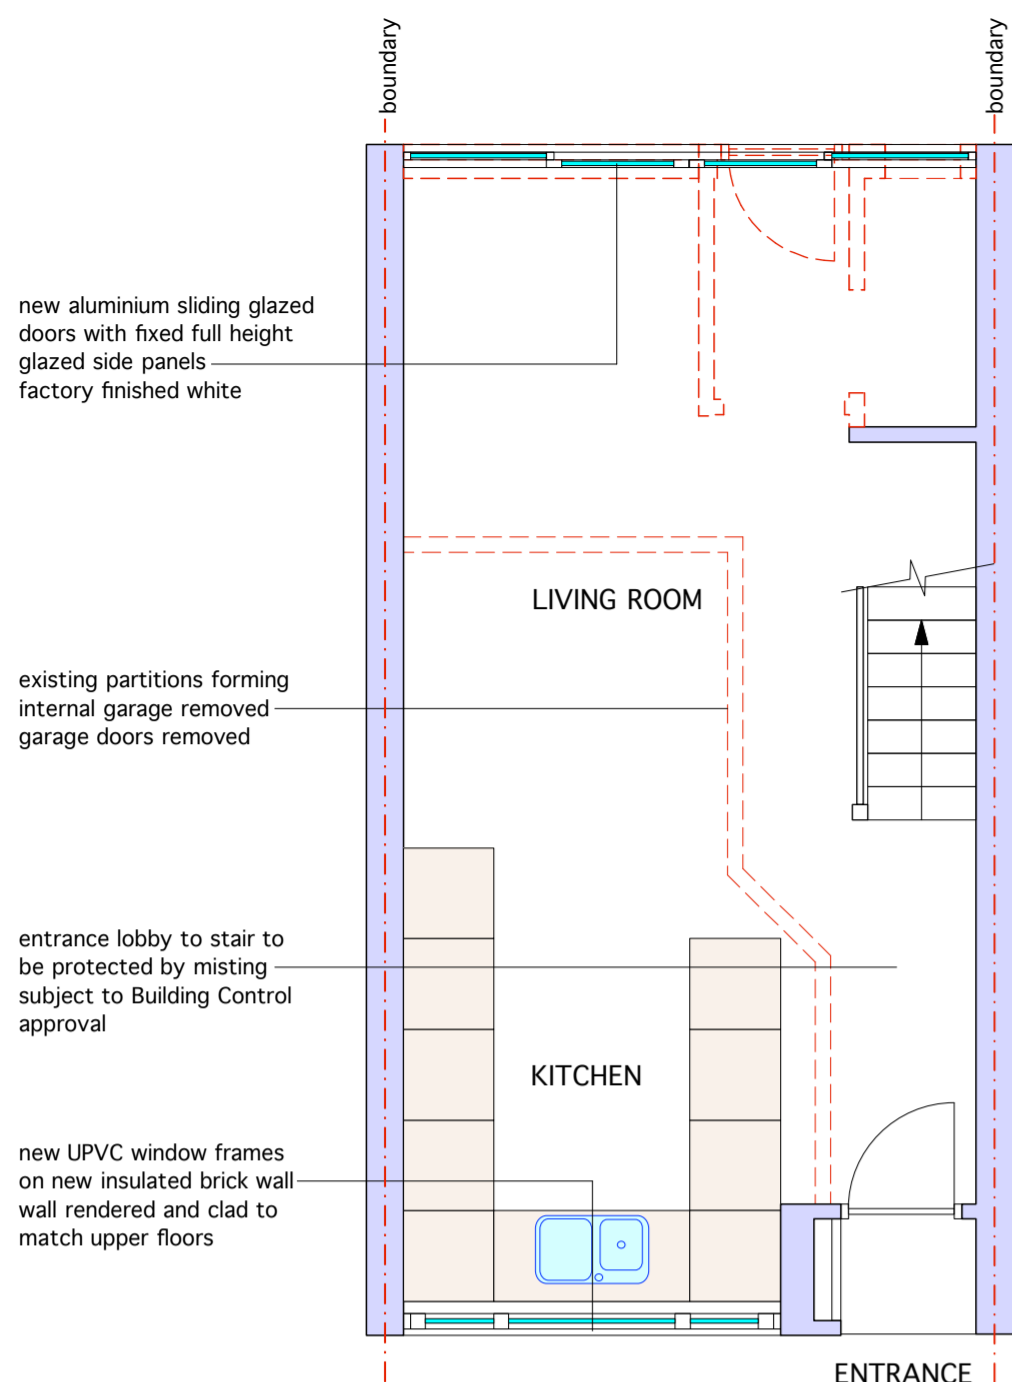 boundary
boundary
new aluminium sliding glazed
doors with fixed full height
glazed side panels
factory finished white
LIVING ROOM
existing partitions forming
internal garage removed
garage doors removed
entrance lobby to stair to
be protected by misting
subject to Building Control
approval
KITCHEN
new UPVC window frames
on new insulated brick wall
wall rendered and clad to
match upper floors
ENTRANCE